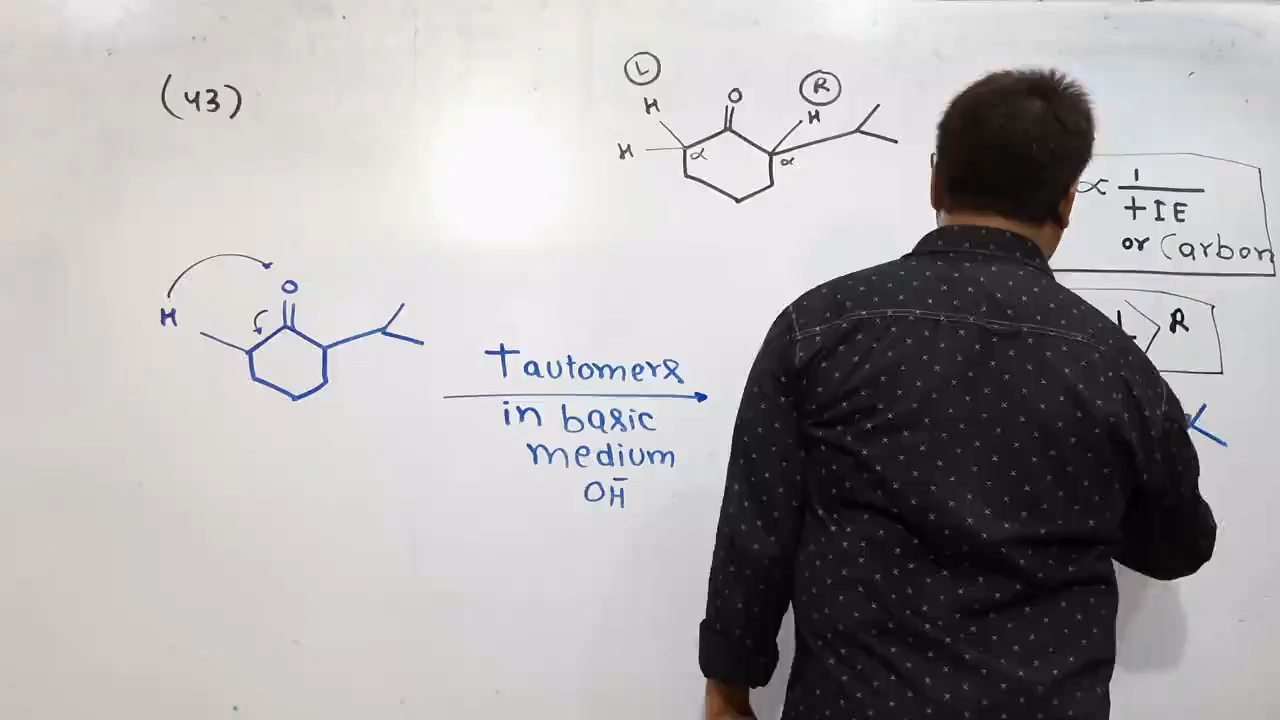 (43)
L
R
H
O
H
H
α
α
∝ 1
+IE
or Carbon
L > R
H
O
Tautomers
in basic
medium
OH̄